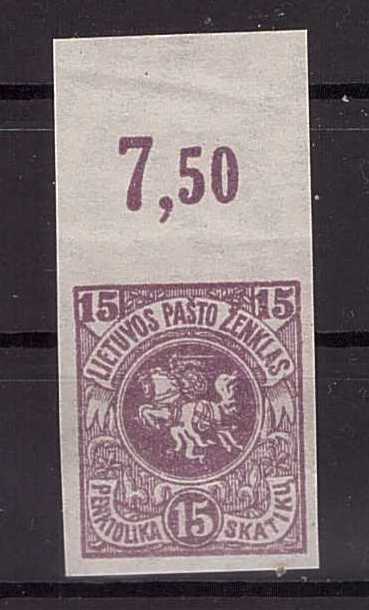 7,50
15 15
LIETUVOS PAŠTO ŽENKLAS
PENKIOLIKA 15 SKATIKŲ